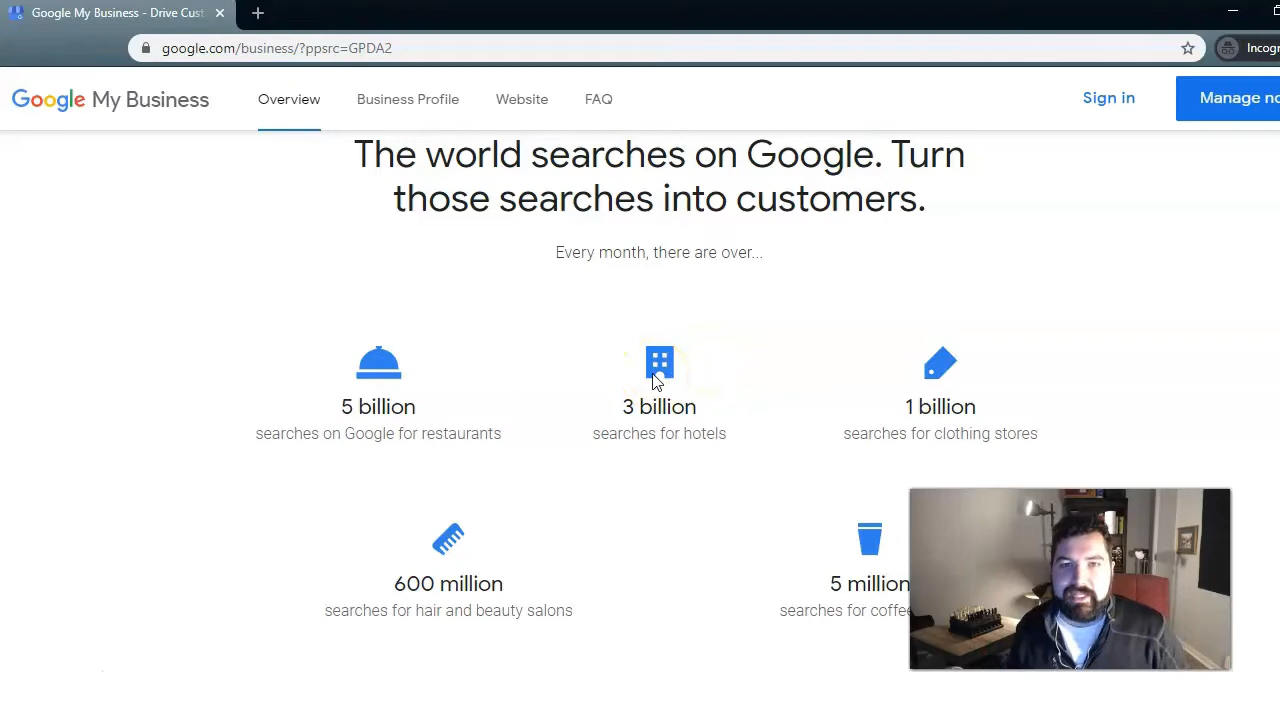 Google My Business - Drive Cust
google.com/business/?ppsrc=GPDA2
Incogn
Google My Business
Overview
Business Profile
Website
FAQ
Sign in
Manage no
The world searches on Google. Turn
those searches into customers.
Every month, there are over...
5 billion
searches on Google for restaurants
3 billion
searches for hotels
1 billion
searches for clothing stores
600 million
searches for hair and beauty salons
5 million
searches for coffee